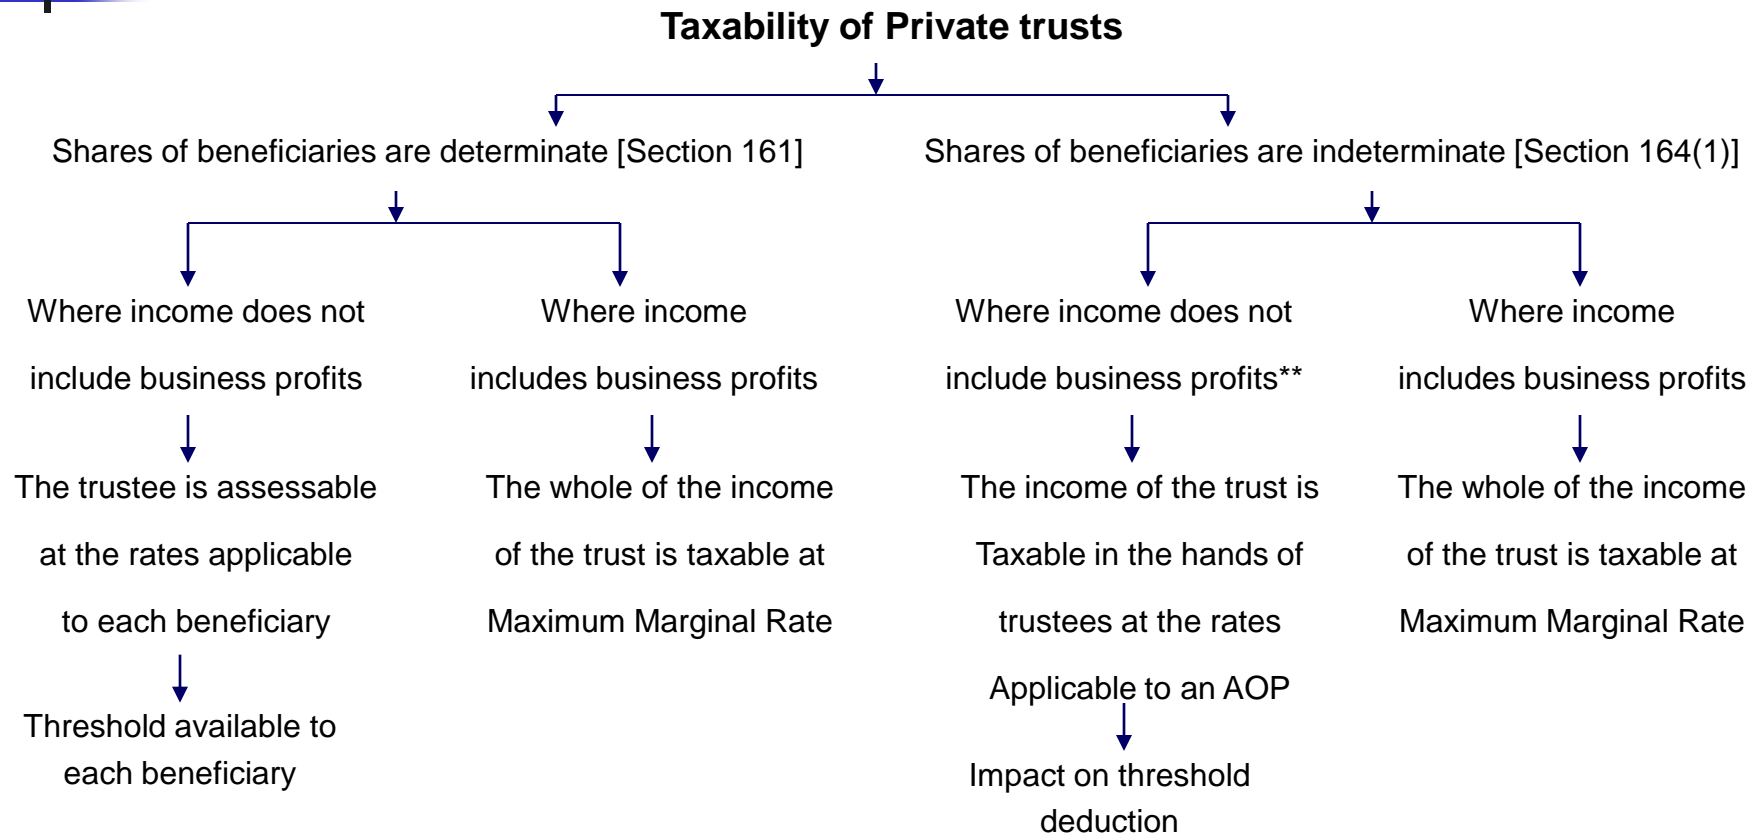 Taxability of Private trusts
Shares of beneficiaries are determinate [Section 161]
Shares of beneficiaries are indeterminate [Section 164(1)]
Where income does not
include business profits
Where income
includes business profits
Where income does not
include business profits**
Where income
includes business profits
The trustee is assessable
at the rates applicable
to each beneficiary
The whole of the income
of the trust is taxable at
Maximum Marginal Rate
The income of the trust is
Taxable in the hands of
trustees at the rates
Applicable to an AOP
The whole of the income
of the trust is taxable at
Maximum Marginal Rate
Threshold available to
each beneficiary
Impact on threshold
deduction